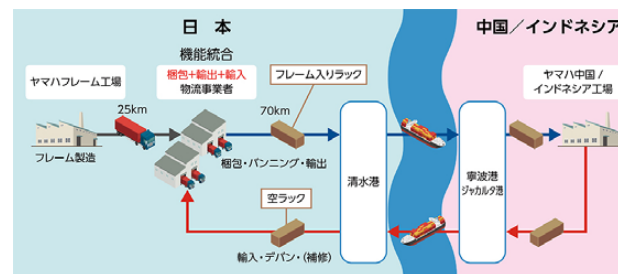 日 本
中国／インドネシア
機能統合
ヤマハフレーム工場
梱包+輸出+輸入
物流事業者
フレーム入りラック
ヤマハ中国/
インドネシア工場
25km
70km
フレーム製造
梱包・バンニング・輸出
清水港
寧波港
ジャカルタ港
空ラック
輸入・デバン・(補修)